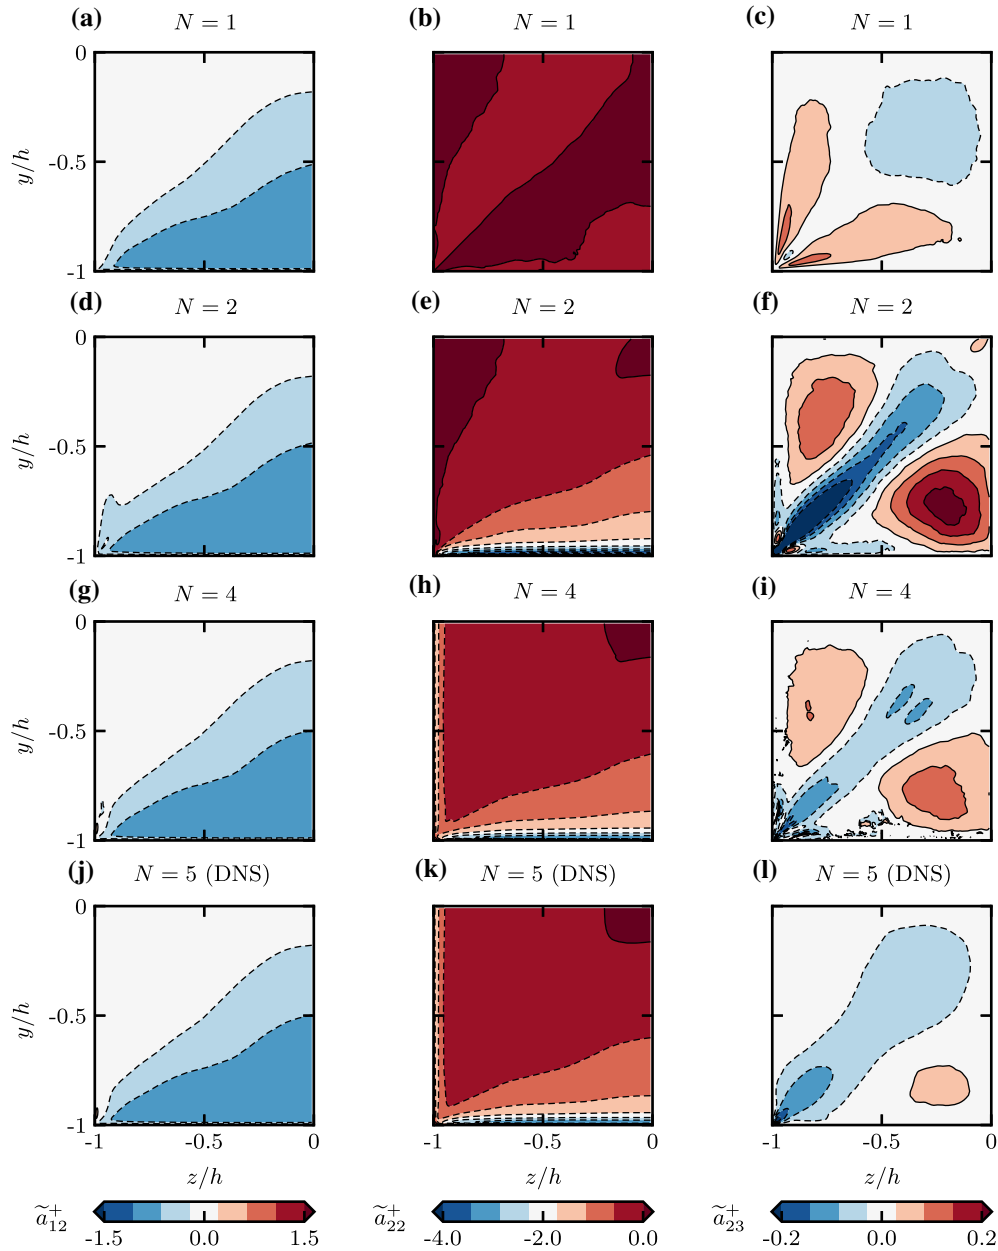 (a) N = 1 (b) N = 1 (c) N = 1
0
-0.5
-1
y/h
(d) N = 2 (e) N = 2 (f) N = 2
0
-0.5
-1
y/h
(g) N = 4 (h) N = 4 (i) N = 4
0
-0.5
-1
y/h
(j) N = 5 (DNS) (k) N = 5 (DNS) (l) N = 5 (DNS)
0
-0.5
-1
y/h
-1 -0.5 0 -1 -0.5 0 -1 -0.5 0
z/h z/h z/h
ã₁₂⁺ ã₂₂⁺ ã₂₃⁺
-1.5 0.0 1.5 -4.0 -2.0 0.0 -0.2 0.0 0.2